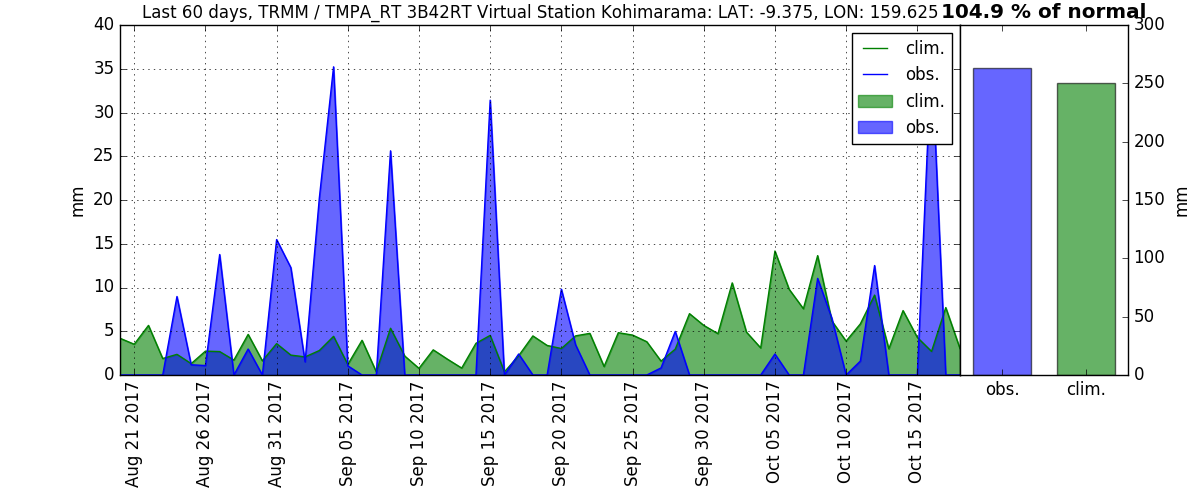 Last 60 days, TRMM / TMPA_RT 3B42RT Virtual Station Kohimarama: LAT: -9.375, LON: 159.625
104.9 % of normal
mm
40
35
30
25
20
15
10
5
0
clim.
obs.
clim.
obs.
300
250
200
150
100
50
0
mm
Aug 21 2017
Aug 26 2017
Aug 31 2017
Sep 05 2017
Sep 10 2017
Sep 15 2017
Sep 20 2017
Sep 25 2017
Sep 30 2017
Oct 05 2017
Oct 10 2017
Oct 15 2017
obs.
clim.